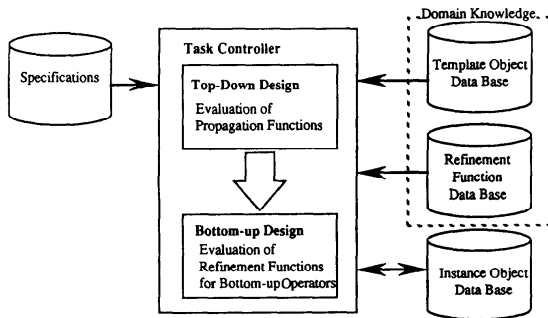 Domain Knowledge
Specifications
Task Controller
Top-Down Design
Evaluation of
Propagation Functions
Bottom-up Design
Evaluation of
Refinement Functions
for Bottom-upOperators
Template Object
Data Base
Refinement
Function
Data Base
Instance Object
Data Base